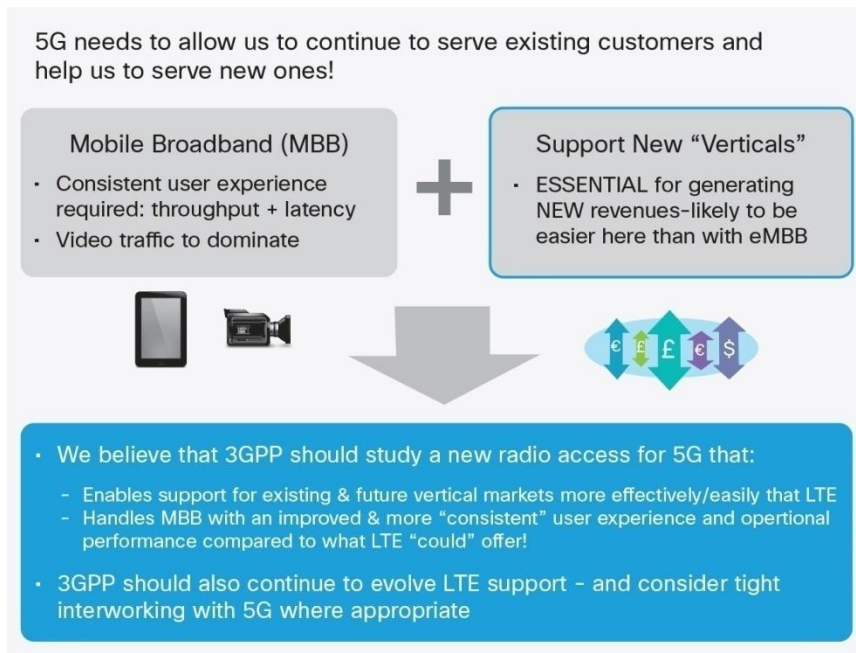 5G needs to allow us to continue to serve existing customers and
help us to serve new ones!
Mobile Broadband (MBB)
· Consistent user experience
required: throughput + latency
· Video traffic to dominate
+
Support New “Verticals”
· ESSENTIAL for generating
NEW revenues-likely to be
easier here than with eMBB
€ £ £ € $
· We believe that 3GPP should study a new radio access for 5G that:
- Enables support for existing & future vertical markets more effectively/easily that LTE
- Handles MBB with an improved & more “consistent” user experience and opertional
performance compared to what LTE “could” offer!
· 3GPP should also continue to evolve LTE support - and consider tight
interworking with 5G where appropriate